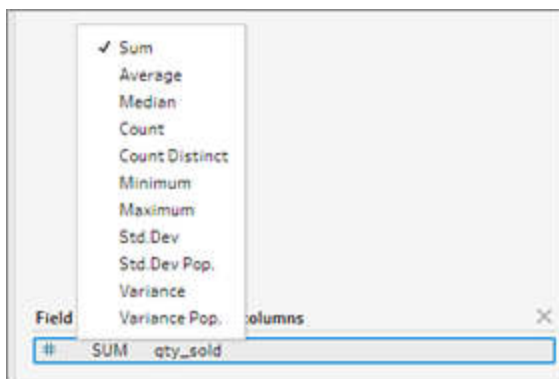 ✓ Sum
Average
Median
Count
Count Distinct
Minimum
Maximum
Std.Dev
Std.Dev Pop.
Variance
Variance Pop.
Field olumns
# SUM qty_sold